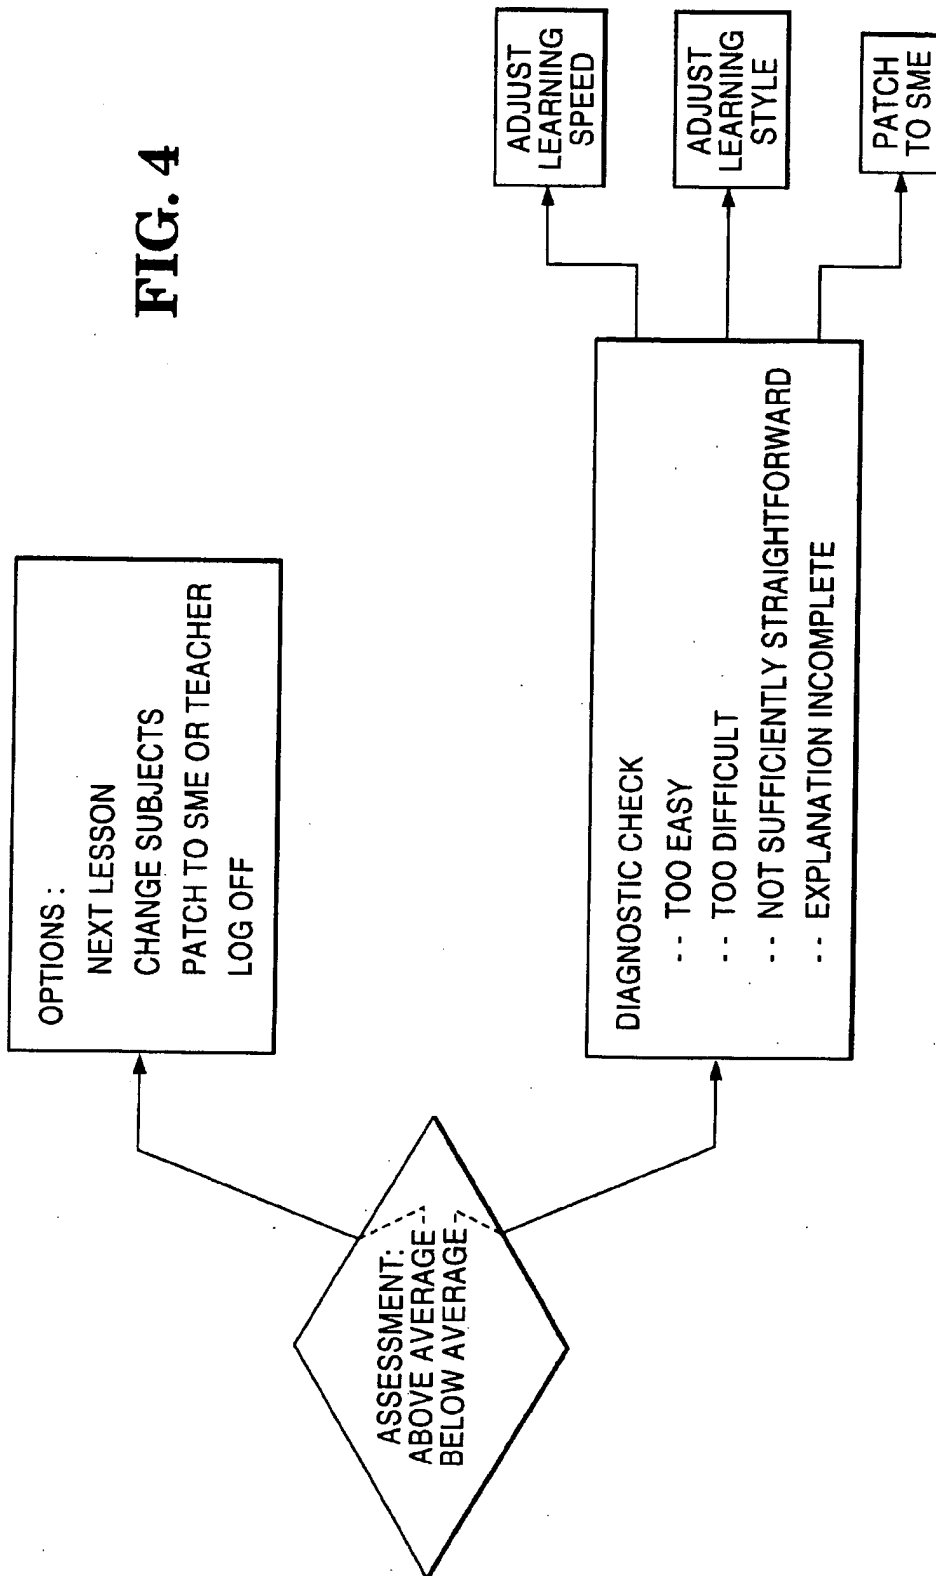 FIG. 4
ASSESSMENT:
ABOVE AVERAGE
BELOW AVERAGE
OPTIONS :
NEXT LESSON
CHANGE SUBJECTS
PATCH TO SME OR TEACHER
LOG OFF
DIAGNOSTIC CHECK
-- TOO EASY
-- TOO DIFFICULT
-- NOT SUFFICIENTLY STRAIGHTFORWARD
-- EXPLANATION INCOMPLETE
ADJUST
LEARNING
SPEED
ADJUST
LEARNING
STYLE
PATCH
TO SME